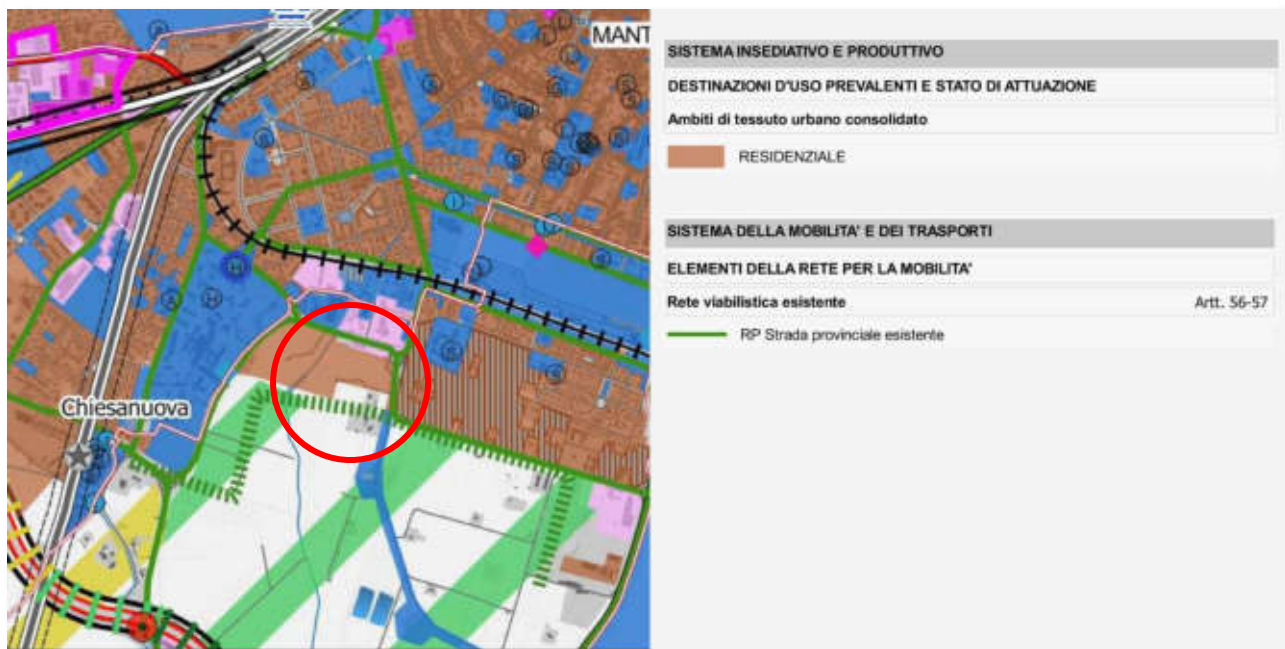 MANT
Chiesanuova
H
H
SISTEMA INSEDIATIVO E PRODUTTIVO
DESTINAZIONI D'USO PREVALENTI E STATO DI ATTUAZIONE
Ambiti di tessuto urbano consolidato
RESIDENZIALE
SISTEMA DELLA MOBILITA' E DEI TRASPORTI
ELEMENTI DELLA RETE PER LA MOBILITA'
Rete viabilistica esistente Artt. 56-57
RP Strada provinciale esistente